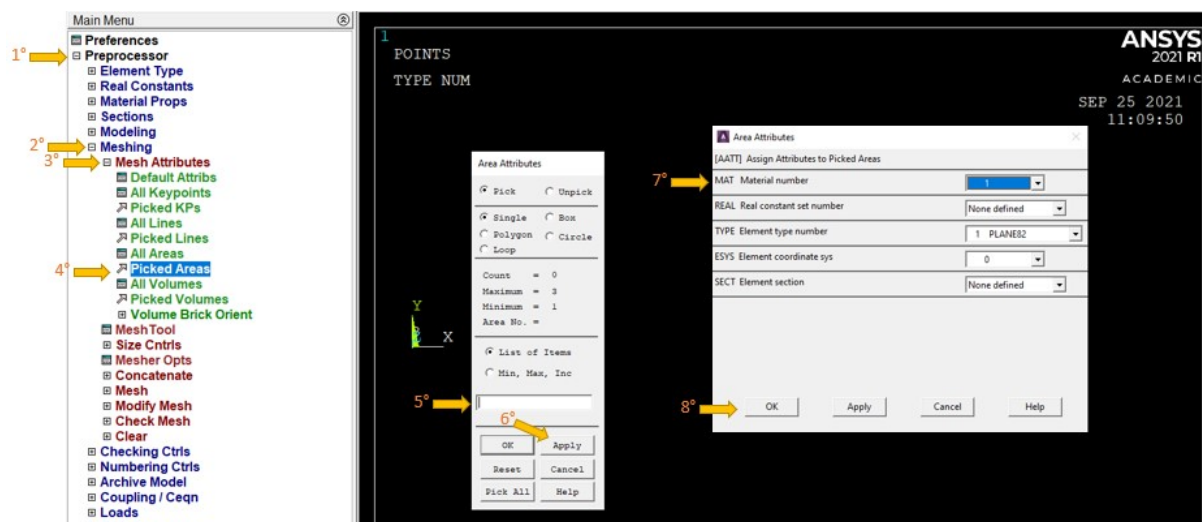 Main Menu
Preferences
1° Preprocessor
Element Type
Real Constants
Material Props
Sections
Modeling
2° Meshing
3° Mesh Attributes
Default Attribs
All Keypoints
Picked KPs
All Lines
Picked Lines
All Areas
4° Picked Areas
All Volumes
Picked Volumes
Volume Brick Orient
MeshTool
Size Cntrls
Mesher Opts
Concatenate
Mesh
Modify Mesh
Check Mesh
Clear
Checking Ctrls
Numbering Ctrls
Archive Model
Coupling / Ceqn
Loads
1
POINTS
TYPE NUM
ANSYS
2021 R1
ACADEMIC
SEP 25 2021
11:09:50
Y
X
Area Attributes
Pick Unpick
Single Box
Polygon Circle
Loop
Count = 0
Maximum = 3
Minimum = 1
Area No. =
List of Items
Min, Max, Inc
5°
6°
OK Apply
Reset Cancel
Pick All Help
Area Attributes
[AATT] Assign Attributes to Picked Areas
7° MAT Material number 1
REAL Real constant set number None defined
TYPE Element type number 1 PLANE82
ESYS Element coordinate sys 0
SECT Element section None defined
8° OK Apply Cancel Help